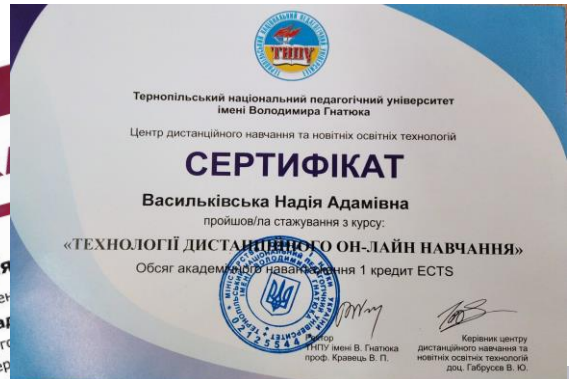 ТНПУ
Тернопільський національний педагогічний університет
імені Володимира Гнатюка
Центр дистанційного навчання та новітніх освітніх технологій
СЕРТИФІКАТ
Васильківська Надія Адамівна
пройшов/ла стажування з курсу:
«ТЕХНОЛОГІЇ ДИСТАНЦІЙНОГО ОН-ЛАЙН НАВЧАННЯ»
Обсяг академічного навантаження 1 кредит ECTS
Ректор
ТНПУ імені В. Гнатюка
проф. Кравець В. П.
Керівник центру
дистанційного навчання та
новітніх освітніх технологій
доц. Габрусєв В. Ю.